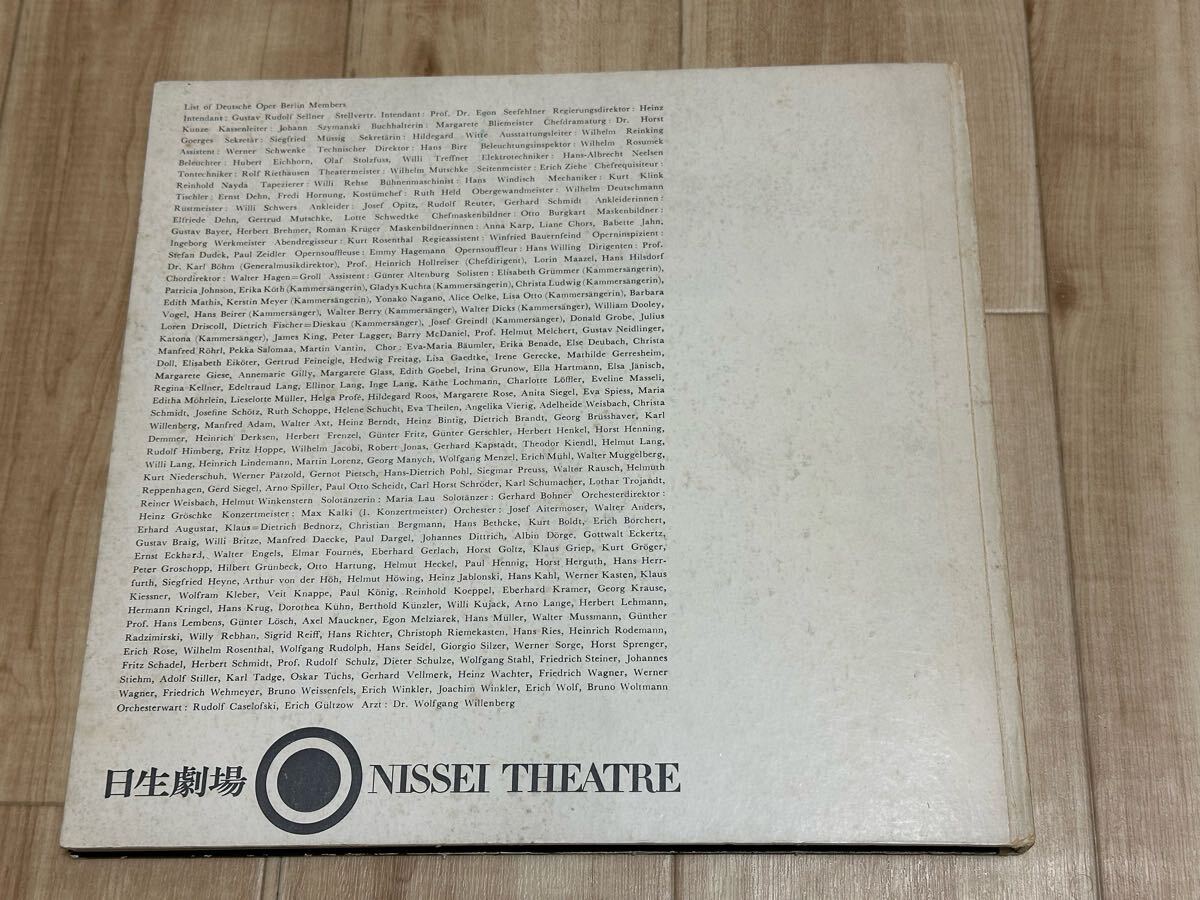 List of Deutsche Oper Berlin Members
Intendant : Gustav Rudolf Sellner Stellvertr. Intendant : Prof. Dr. Egon Seefehlner Regierungsdirektor : Heinz
Kunze Kassenleiter : Johann Szymanski Buchhalterin : Margarete Bliemeister Chefdramaturg : Dr. Horst
Goerges Sekretär : Siegfried Müssig Sekretärin : Hildegard Witte Ausstattungsleiter : Wilhelm Reinking
Assistent : Werner Schwenke Technischer Direktor : Hans Birr Beleuchtungsinspektor : Wilhelm Rosumek
Beleuchter : Hubert Eichhorn, Olaf Stolzfuss, Willi Treffner Elektrotechniker : Hans-Albrecht Neelsen
Tontechniker : Rolf Riethausen Theatermeister : Wilhelm Mutschke Seitenmeister : Erich Ziehe Chefrequisiteur :
Reinhold Nayda Tapezierer : Willi Rehse Bühnenmaschinist : Hans Windisch Mechaniker : Kurt Klink
Tischler : Ernst Dehn, Fredi Hornung, Kostümchef : Ruth Held Obergewandmeister : Wilhelm Deutschmann
Rüstmeister : Willi Schwers Ankleider : Josef Opitz, Rudolf Reuter, Gerhard Schmidt Ankleiderinnen :
Elfriede Dehn, Gertrud Mutschke, Lotte Schwedtke Chefmaskenbildner : Otto Burgkart Maskenbildner :
Gustav Bayer, Herbert Brehmer, Roman Krüger Maskenbildnerinnen : Anna Karp, Liane Chors, Babette Jahn,
Ingeborg Werkmeister Abendregisseur : Kurt Rosenthal Regieassistent : Winfried Bauernfeind Operninspizient :
Stefan Dudek, Paul Zeidler Opernsouffleuse : Emmy Hagemann Opernsouffleur : Hans Willing Dirigenten : Prof.
Dr. Karl Böhm (Generalmusikdirektor), Prof. Heinrich Hollreiser (Chefdirigent), Lorin Maazel, Hans Hilsdorf
Chordirektor : Walter Hagen=Groll Assistent : Günter Altenburg Solisten : Elisabeth Grümmer (Kammersängerin),
Patricia Johnson, Erika Köth (Kammersängerin), Gladys Kuchta (Kammersängerin), Christa Ludwig (Kammersängerin),
Edith Mathis, Kerstin Meyer (Kammersängerin), Yonako Nagano, Alice Oelke, Lisa Otto (Kammersängerin), Barbara
Vogel, Hans Beirer (Kammersänger), Walter Berry (Kammersänger), Walter Dicks (Kammersänger), William Dooley,
Loren Driscoll, Dietrich Fischer=Dieskau (Kammersänger), Josef Greindl (Kammersänger), Donald Grobe, Julius
Katona (Kammersänger), James King, Peter Lagger, Barry McDaniel, Prof. Helmut Melchert, Gustav Neidlinger,
Manfred Röhrl, Pekka Salomaa, Martin Vantin, Chor : Eva-Maria Bäumler, Erika Benade, Else Deubach, Christa
Doll, Elisabeth Eiköter, Gertrud Feineigle, Hedwig Freitag, Lisa Gaedtke, Irene Gerecke, Mathilde Gerresheim,
Margarete Giese, Annemarie Gilly, Margarete Glass, Edith Goebel, Irina Grunow, Ella Hartmann, Elsa Jänisch,
Regina Kellner, Edeltraud Lang, Ellinor Lang, Inge Lang, Käthe Lochmann, Charlotte Löffler, Eveline Masseli,
Editha Möhrlein, Lieselotte Müller, Helga Profé, Hildegard Roos, Margarete Rose, Anita Siegel, Eva Spiess, Maria
Schmidt, Josefine Schötz, Ruth Schoppe, Helene Schucht, Eva Theilen, Angelika Vierig, Adelheide Weisbach, Christa
Willenberg, Manfred Adam, Walter Axt, Heinz Berndt, Heinz Bintig, Dietrich Brandt, Georg Brüsshaver, Karl
Demmer, Heinrich Derksen, Herbert Frenzel, Günter Fritz, Günter Gerschler, Herbert Henkel, Horst Henning,
Rudolf Himberg, Fritz Hoppe, Wilhelm Jacobi, Robert Jonas, Gerhard Kapstadt, Theodor Kiendl, Helmut Lang,
Willi Lang, Heinrich Lindemann, Martin Lorenz, Georg Manych, Wolfgang Menzel, Erich Mühl, Walter Muggelberg,
Kurt Niederschuh, Werner Pätzold, Gernot Pietsch, Hans-Dietrich Pohl, Siegmar Preuss, Walter Rausch, Helmuth
Reppenhagen, Gerd Siegel, Arno Spiller, Paul Otto Scheidt, Carl Horst Schröder, Karl Schumacher, Lothar Trojandt,
Reiner Weisbach, Helmut Winkenstern Solotänzerin : Maria Lau Solotänzer : Gerhard Bohner Orchesterdirektor :
Heinz Gröschke Konzertmeister : Max Kalki (1. Konzertmeister) Orchester : Josef Aitermoser, Walter Anders,
Erhard Augustat, Klaus=Dietrich Bednorz, Christian Bergmann, Hans Bethcke, Kurt Boldt, Erich Borchert,
Gustav Braig, Willi Britze, Manfred Daecke, Paul Dargel, Johannes Dittrich, Albin Dörge, Gottwalt Eckertz,
Ernst Eckhard, Walter Engels, Elmar Fournes, Eberhard Gerlach, Horst Goltz, Klaus Griep, Kurt Gröger,
Peter Groschopp, Hilbert Grünbeck, Otto Hartung, Helmut Heckel, Paul Hennig, Horst Herguth, Hans Herr-
furth, Siegfried Heyne, Arthur von der Höh, Helmut Höwing, Heinz Jablonski, Hans Kahl, Werner Kasten, Klaus
Kiessner, Wolfram Kleber, Veit Knappe, Paul König, Reinhold Koeppel, Eberhard Kramer, Georg Krause,
Hermann Kringel, Hans Krug, Dorothea Kuhn, Berthold Künzler, Willi Kujack, Arno Lange, Herbert Lehmann,
Prof. Hans Lembens, Günter Lösch, Axel Mauckner, Egon Melziarek, Hans Müller, Walter Mussmann, Günther
Radzimirski, Willy Rebhan, Sigrid Reiff, Hans Richter, Christoph Riemekasten, Hans Ries, Heinrich Rodemann,
Erich Rose, Wilhelm Rosenthal, Wolfgang Rudolph, Hans Seidel, Giorgio Silzer, Werner Sorge, Horst Sprenger,
Fritz Schadel, Herbert Schmidt, Prof. Rudolf Schulz, Dieter Schulze, Wolfgang Stahl, Friedrich Steiner, Johannes
Stiehm, Adolf Stiller, Karl Tadge, Oskar Tuchs, Gerhard Vellmerk, Heinz Wachter, Friedrich Wagner, Werner
Wagner, Friedrich Wehmeyer, Bruno Weissenfels, Erich Winkler, Joachim Winkler, Erich Wolf, Bruno Woltmann
Orchesterwart : Rudolf Caselofski, Erich Gültzow Arzt : Dr. Wolfgang Willenberg
日生劇場 NISSEI THEATRE